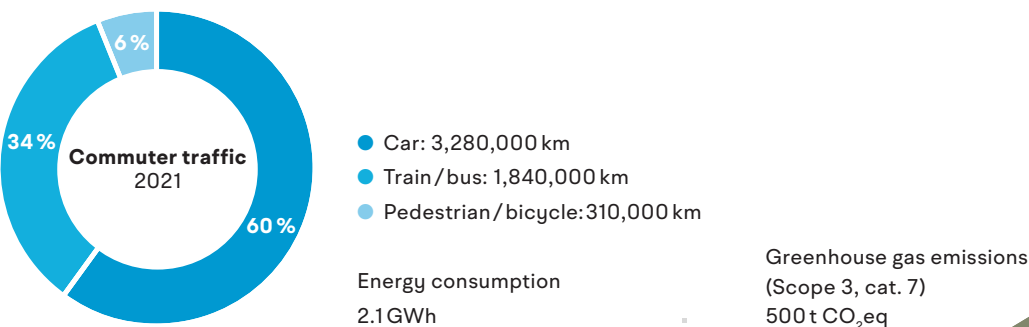 6 %
34 %
Commuter traffic
2021
60 %
Car: 3,280,000 km
Train / bus: 1,840,000 km
Pedestrian / bicycle: 310,000 km
Energy consumption
2.1 GWh
Greenhouse gas emissions
(Scope 3, cat. 7)
500 t CO₂eq